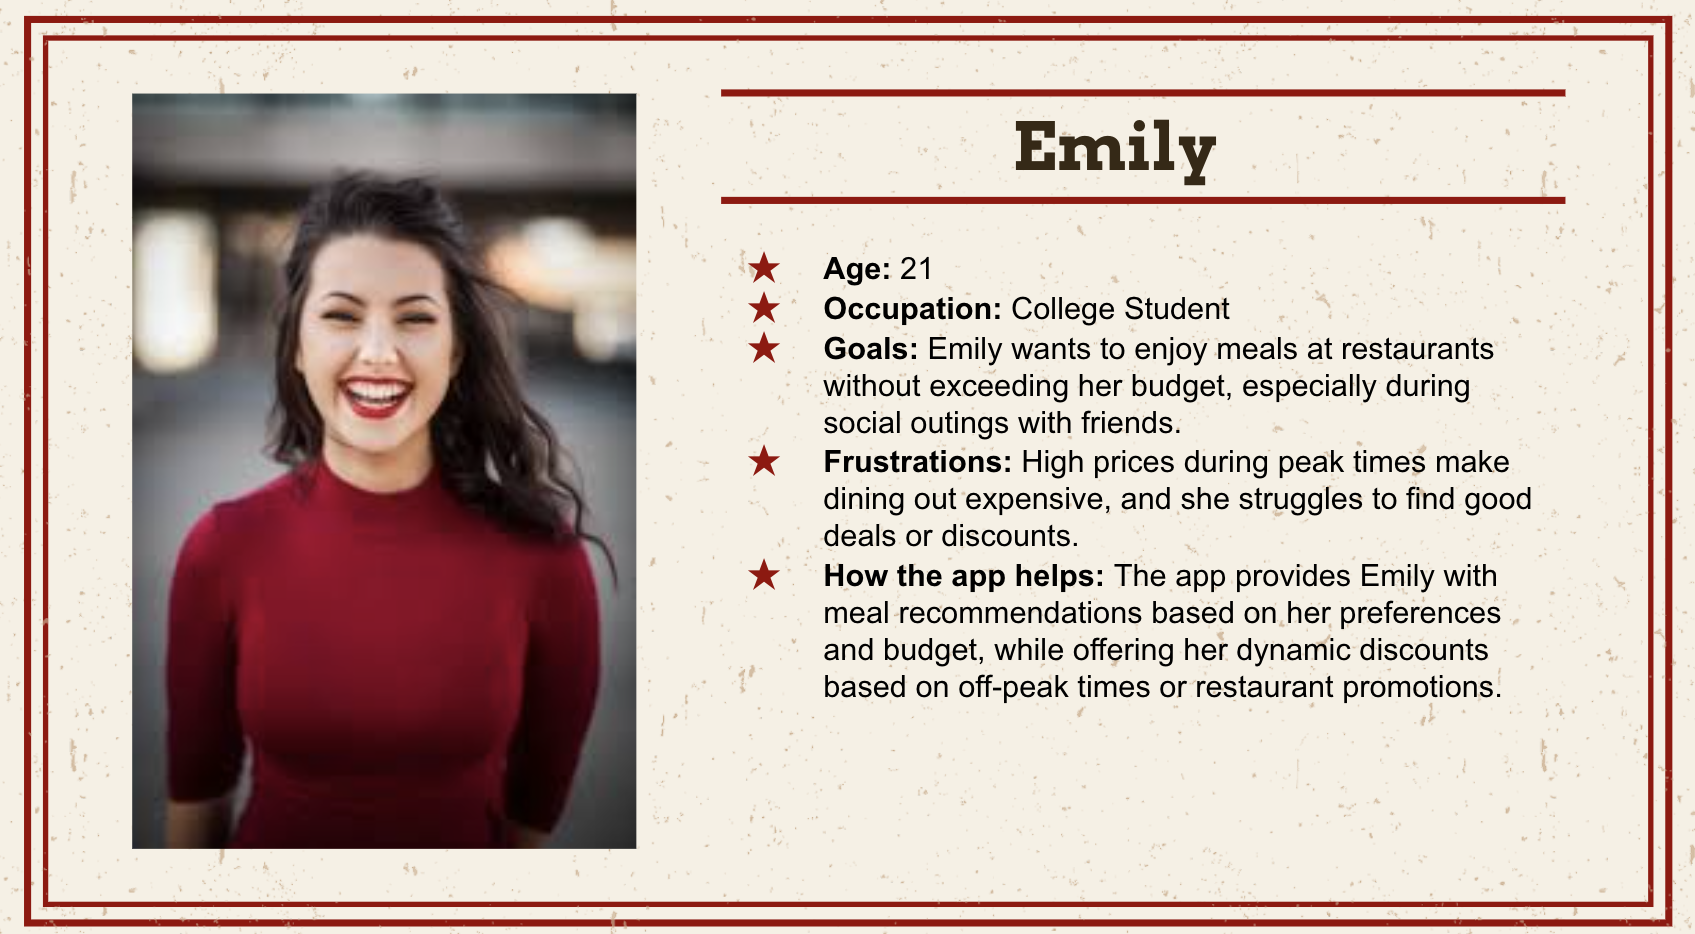 Emily
Age: 21
Occupation: College Student
Goals: Emily wants to enjoy meals at restaurants
without exceeding her budget, especially during
social outings with friends.
Frustrations: High prices during peak times make
dining out expensive, and she struggles to find good
deals or discounts.
How the app helps: The app provides Emily with
meal recommendations based on her preferences
and budget, while offering her dynamic discounts
based on off-peak times or restaurant promotions.